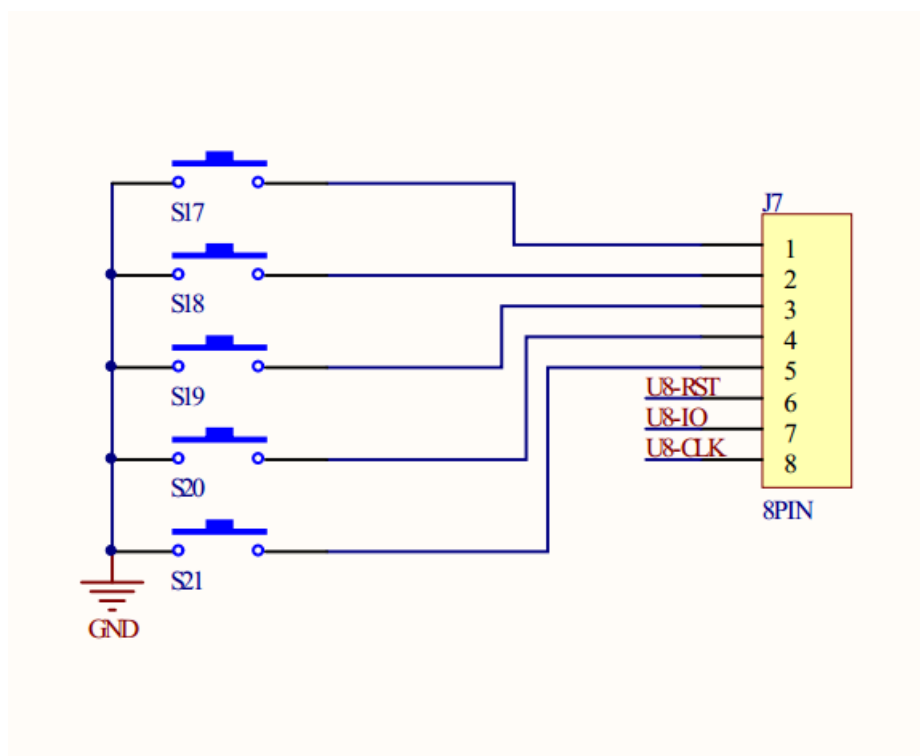 S17
S18
S19
S20
S21
GND
J7
1
2
3
4
5
U8-RST
6
U8-IO
7
U8-CLK
8
8PIN